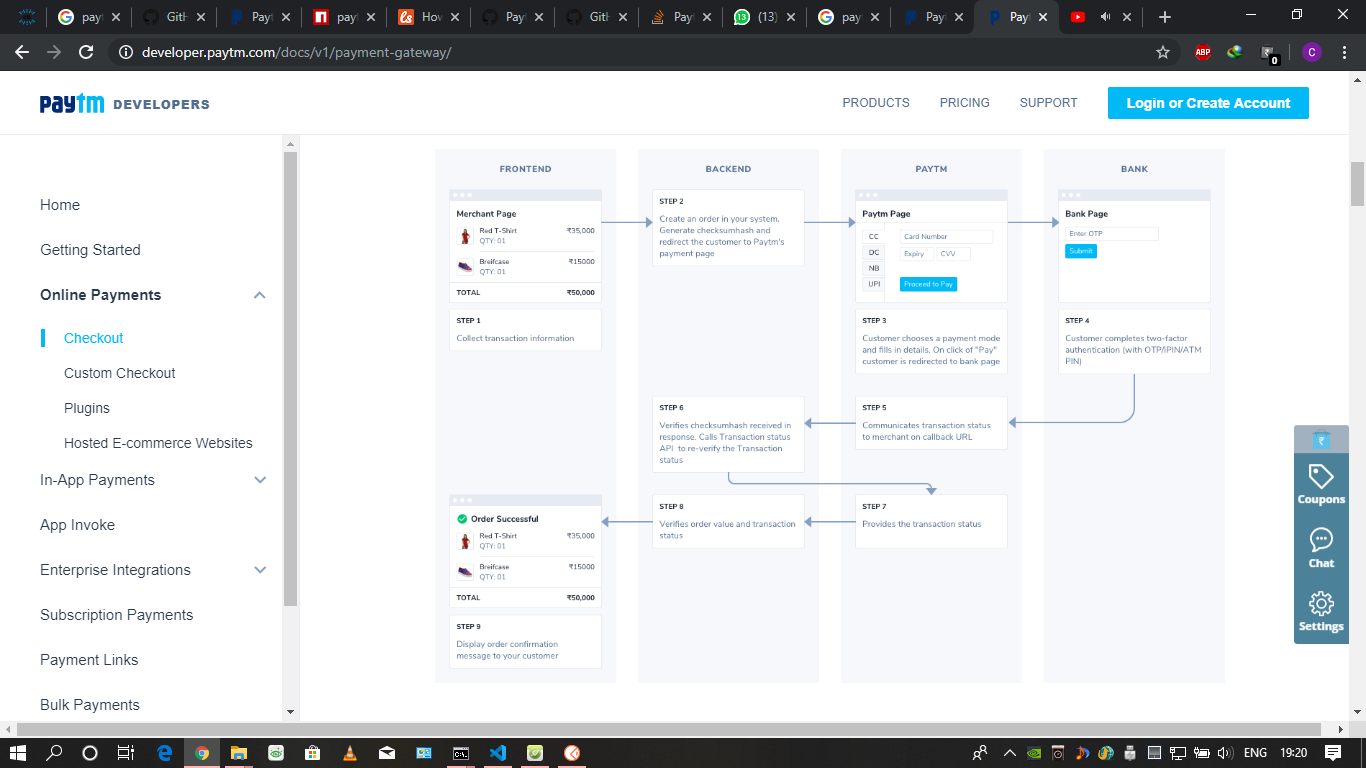 payt
GitH
Payt
payt
How
Payt
GitH
Payt
(13)
payt
Payt
Payt
developer.paytm.com/docs/v1/payment-gateway/
ABP
0
C
paytm DEVELOPERS
PRODUCTS
PRICING
SUPPORT
Login or Create Account
Home
Getting Started
Online Payments
Checkout
Custom Checkout
Plugins
Hosted E-commerce Websites
In-App Payments
App Invoke
Enterprise Integrations
Subscription Payments
Payment Links
Bulk Payments
FRONTEND
Merchant Page
Red T-Shirt ₹35,000
QTY: 01
Breifcase ₹15000
QTY: 01
TOTAL ₹50,000
STEP 1
Collect transaction information
BACKEND
STEP 2
Create an order in your system.
Generate checksumhash and
redirect the customer to Paytm's
payment page
PAYTM
Paytm Page
CC
DC
NB
UPI
Card Number
Expiry CVV
Proceed to Pay
STEP 3
Customer chooses a payment mode
and fills in details. On click of "Pay"
customer is redirected to bank page
BANK
Bank Page
Enter OTP
Submit
STEP 4
Customer completes two-factor
authentication (with OTP/iPIN/ATM
PIN)
STEP 5
Communicates transaction status
to merchant on callback URL
STEP 6
Verifies checksumhash received in
response. Calls Transaction status
API to re-verify the Transaction
status
STEP 7
Provides the transaction status
STEP 8
Verifies order value and transaction
status
Order Successful
Red T-Shirt ₹35,000
QTY: 01
Breifcase ₹15000
QTY: 01
TOTAL ₹50,000
STEP 9
Display order confirmation
message to your customer
Coupons
Chat
Settings
ENG
19:20